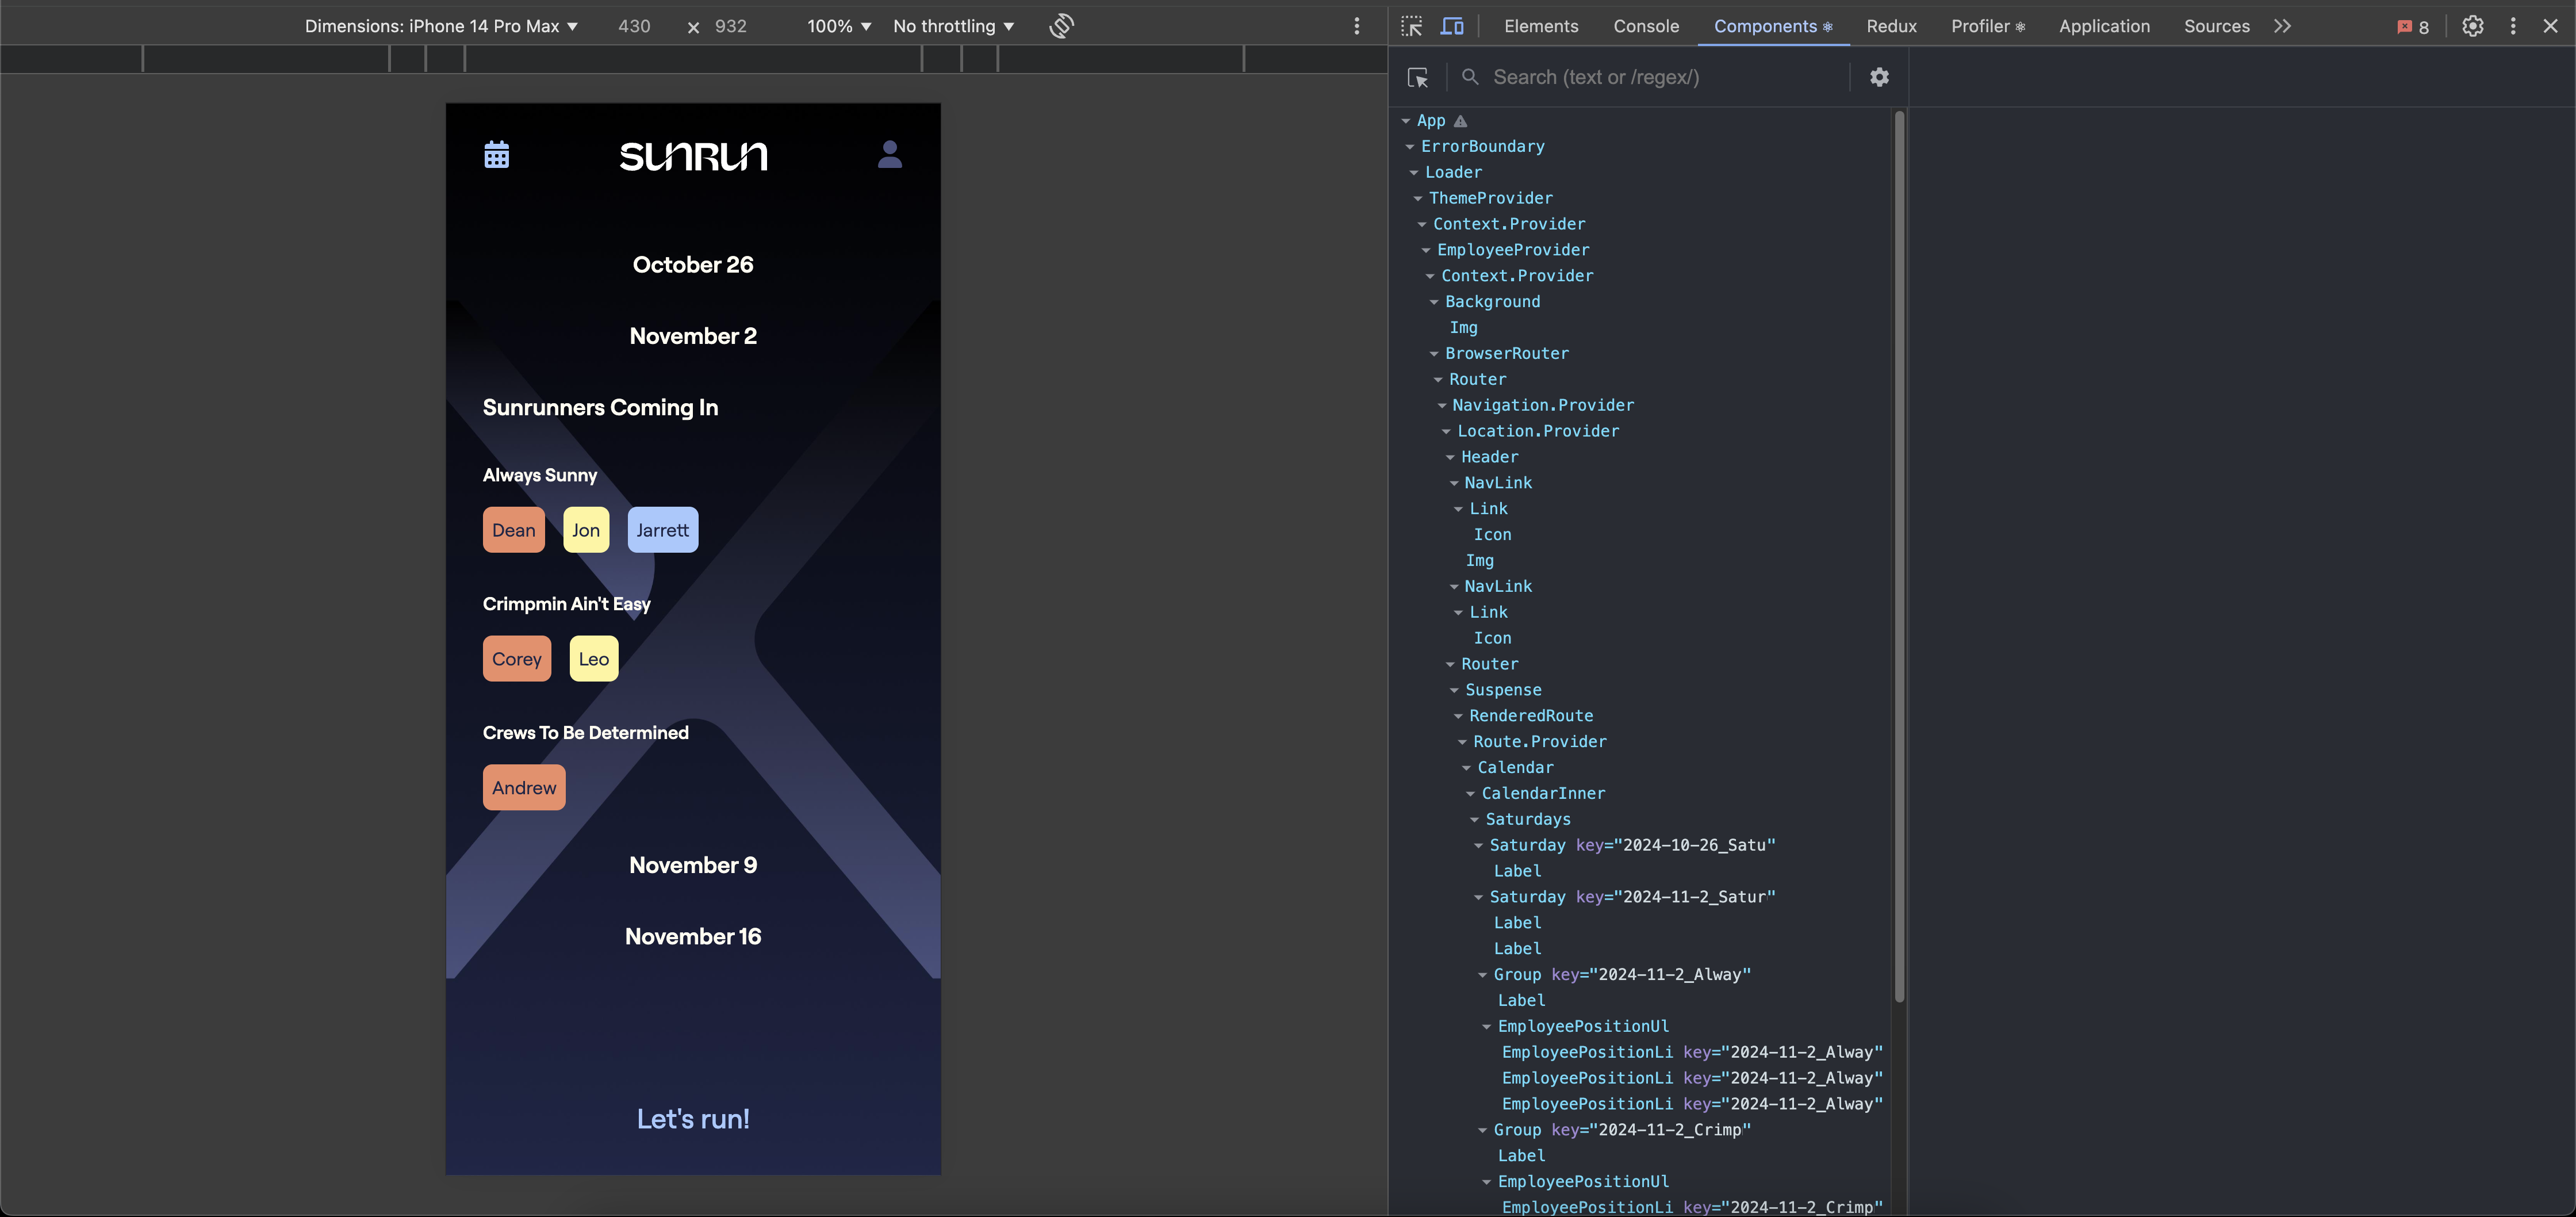 Dimensions: iPhone 14 Pro Max ▼ 430 × 932 100% ▼ No throttling ▼
Elements Console Components ⚛ Redux Profiler ⚛ Application Sources 8
Search (text or /regex/)
SUNRUN
October 26
November 2
Sunrunners Coming In
Always Sunny
Dean Jon Jarrett
Crimpmin Ain't Easy
Corey Leo
Crews To Be Determined
Andrew
November 9
November 16
Let's run!
App
ErrorBoundary
Loader
ThemeProvider
Context.Provider
EmployeeProvider
Context.Provider
Background
Img
BrowserRouter
Router
Navigation.Provider
Location.Provider
Header
NavLink
Link
Icon
Img
NavLink
Link
Icon
Router
Suspense
RenderedRoute
Route.Provider
Calendar
CalendarInner
Saturdays
Saturday key="2024-10-26_Satu"
Label
Saturday key="2024-11-2_Satur"
Label
Label
Group key="2024-11-2_Alway"
Label
EmployeePositionUl
EmployeePositionLi key="2024-11-2_Alway"
EmployeePositionLi key="2024-11-2_Alway"
EmployeePositionLi key="2024-11-2_Alway"
Group key="2024-11-2_Crimp"
Label
EmployeePositionUl
EmployeePositionLi key="2024-11-2_Crimp"